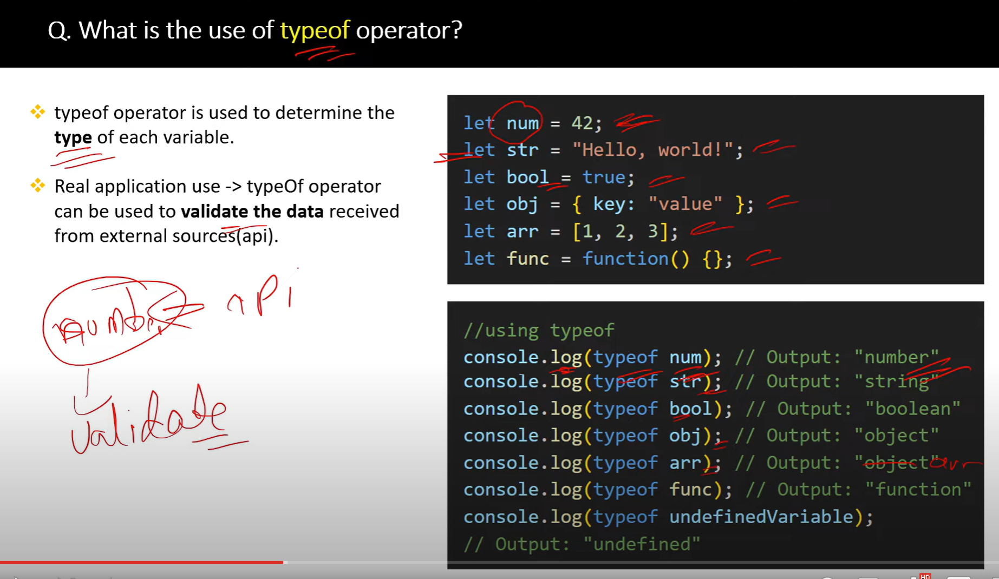 Q. What is the use of typeof operator?
typeof operator is used to determine the
type of each variable.
Real application use -> typeOf operator
can be used to validate the data received
from external sources(api).
api
validate
let num = 42;
let str = "Hello, world!";
let bool = true;
let obj = { key: "value" };
let arr = [1, 2, 3];
let func = function() {};
//using typeof
console.log(typeof num); // Output: "number"
console.log(typeof str); // Output: "string"
console.log(typeof bool); // Output: "boolean"
console.log(typeof obj); // Output: "object"
console.log(typeof arr); // Output: "object" arr
console.log(typeof func); // Output: "function"
console.log(typeof undefinedVariable);
// Output: "undefined"
HD